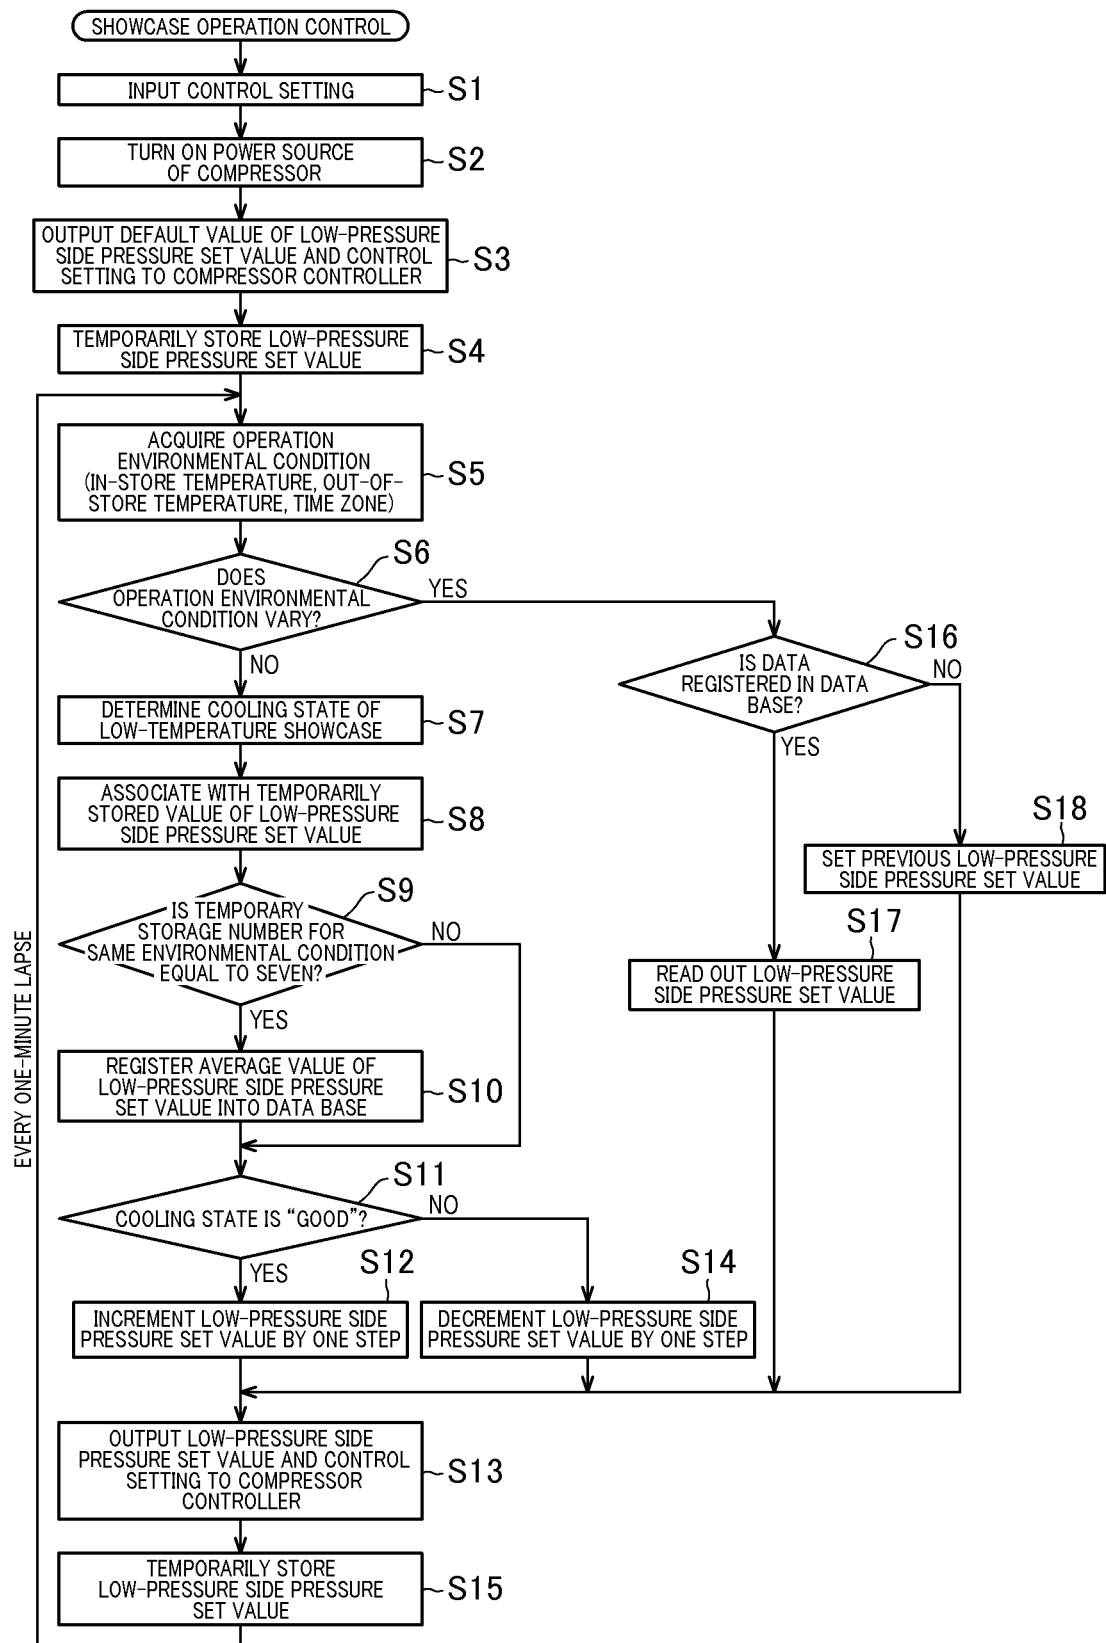 SHOWCASE OPERATION CONTROL
INPUT CONTROL SETTING
S1
TURN ON POWER SOURCE
OF COMPRESSOR
S2
OUTPUT DEFAULT VALUE OF LOW-PRESSURE
SIDE PRESSURE SET VALUE AND CONTROL
SETTING TO COMPRESSOR CONTROLLER
S3
TEMPORARILY STORE LOW-PRESSURE
SIDE PRESSURE SET VALUE
S4
ACQUIRE OPERATION
ENVIRONMENTAL CONDITION
(IN-STORE TEMPERATURE, OUT-OF-
STORE TEMPERATURE, TIME ZONE)
S5
S6
DOES
OPERATION ENVIRONMENTAL
CONDITION VARY?
YES
NO
S16
IS DATA
REGISTERED IN DATA
BASE?
NO
YES
DETERMINE COOLING STATE OF
LOW-TEMPERATURE SHOWCASE
S7
ASSOCIATE WITH TEMPORARILY
STORED VALUE OF LOW-PRESSURE
SIDE PRESSURE SET VALUE
S8
S18
SET PREVIOUS LOW-PRESSURE
SIDE PRESSURE SET VALUE
S9
IS TEMPORARY
STORAGE NUMBER FOR
SAME ENVIRONMENTAL CONDITION
EQUAL TO SEVEN?
NO
YES
S17
READ OUT LOW-PRESSURE
SIDE PRESSURE SET VALUE
REGISTER AVERAGE VALUE OF
LOW-PRESSURE SIDE PRESSURE
SET VALUE INTO DATA BASE
S10
EVERY ONE-MINUTE LAPSE
S11
COOLING STATE IS “GOOD”?
NO
YES
S12
INCREMENT LOW-PRESSURE SIDE
PRESSURE SET VALUE BY ONE STEP
S14
DECREMENT LOW-PRESSURE SIDE
PRESSURE SET VALUE BY ONE STEP
OUTPUT LOW-PRESSURE SIDE
PRESSURE SET VALUE AND CONTROL
SETTING TO COMPRESSOR
CONTROLLER
S13
TEMPORARILY STORE
LOW-PRESSURE SIDE PRESSURE
SET VALUE
S15